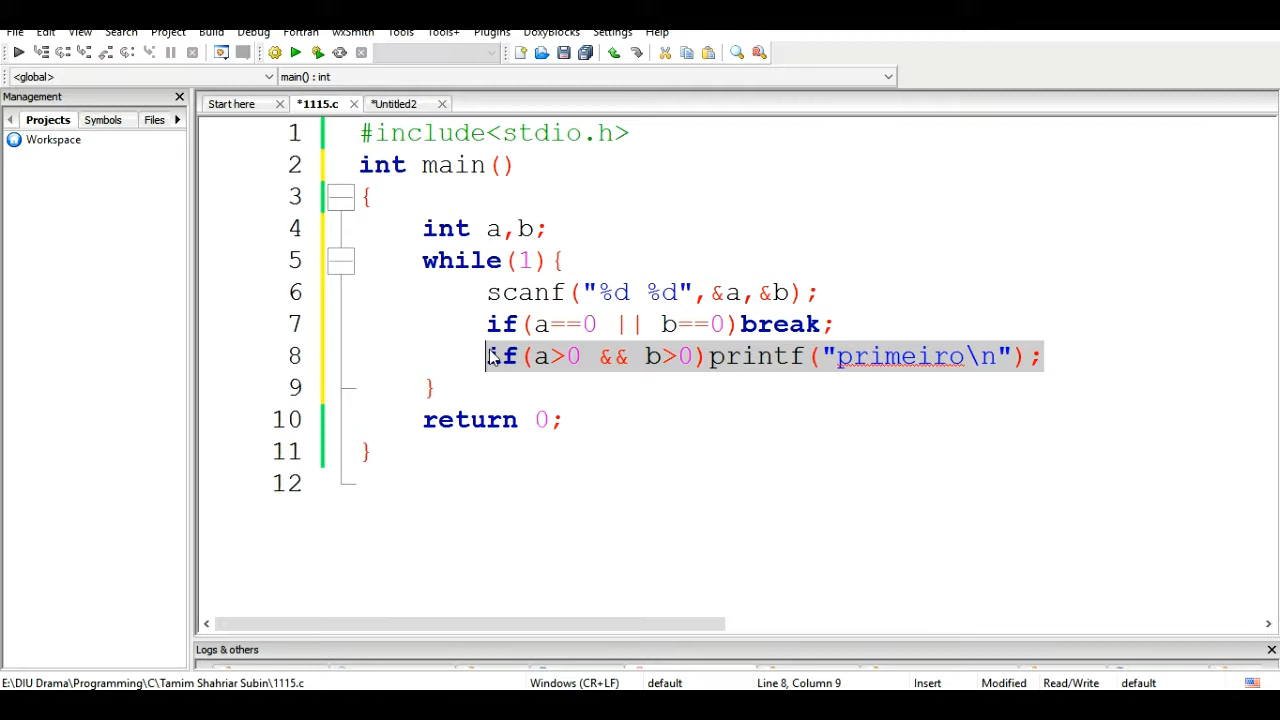 File Edit View Search Project Build Debug Fortran wxSmith Tools Tools+ Plugins DoxyBlocks Settings Help
<global> main() : int
Management
Start here *1115.c *Untitled2
Projects Symbols Files
Workspace
1 #include<stdio.h>
2 int main()
3 {
4 int a,b;
5 while(1){
6 scanf("%d %d",&a,&b);
7 if(a==0 || b==0)break;
8 if(a>0 && b>0)printf("primeiro\n");
9 }
10 return 0;
11 }
12
Logs & others
E:\DIU Drama\Programming\C\Tamim Shahriar Subin\1115.c Windows (CR+LF) default Line 8, Column 9 Insert Modified Read/Write default